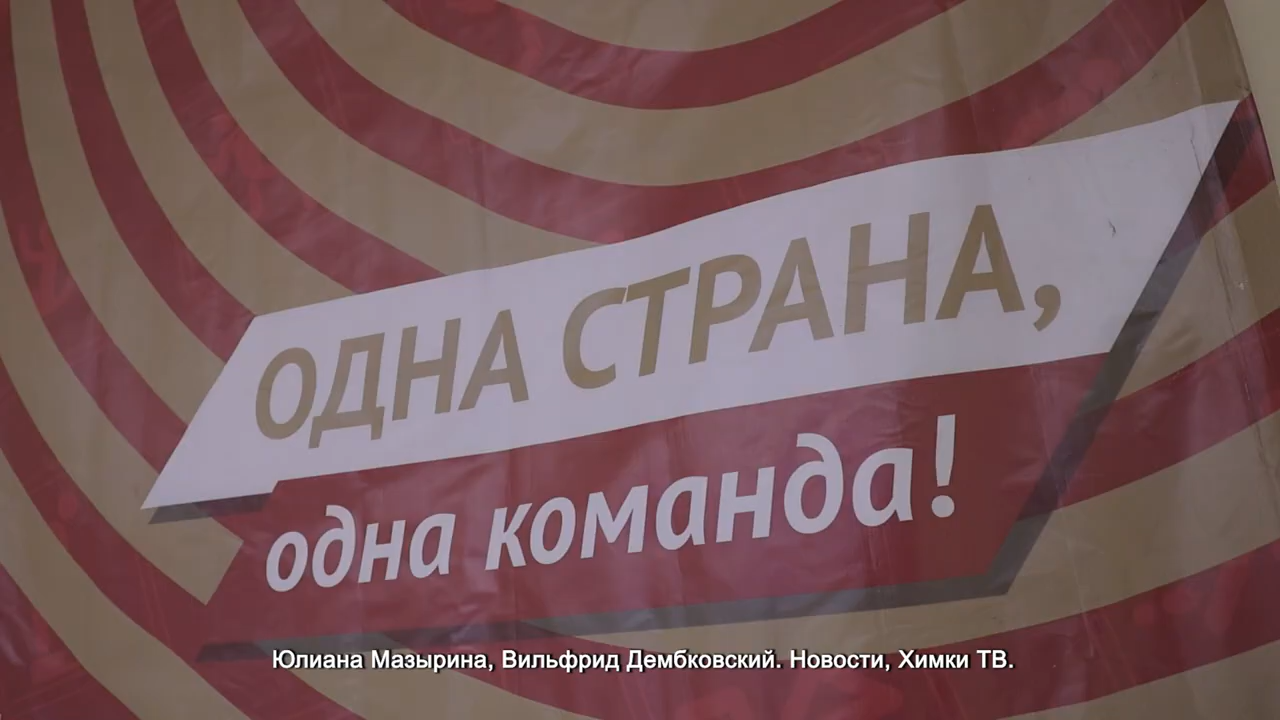 ОДНА СТРАНА,
одна команда!
Юлиана Мазырина, Вильфрид Дембковский. Новости, Химки ТВ.